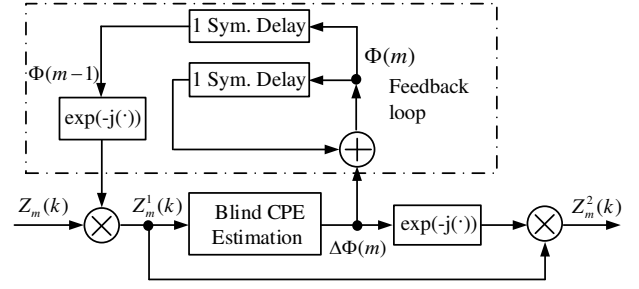 1 Sym. Delay
Φ(m)
Φ(m−1)
1 Sym. Delay
Feedback
loop
exp(-j(·))
+
Z_m(k)
×
Z_m^1(k)
Blind CPE
Estimation
ΔΦ(m)
exp(-j(·))
×
Z_m^2(k)